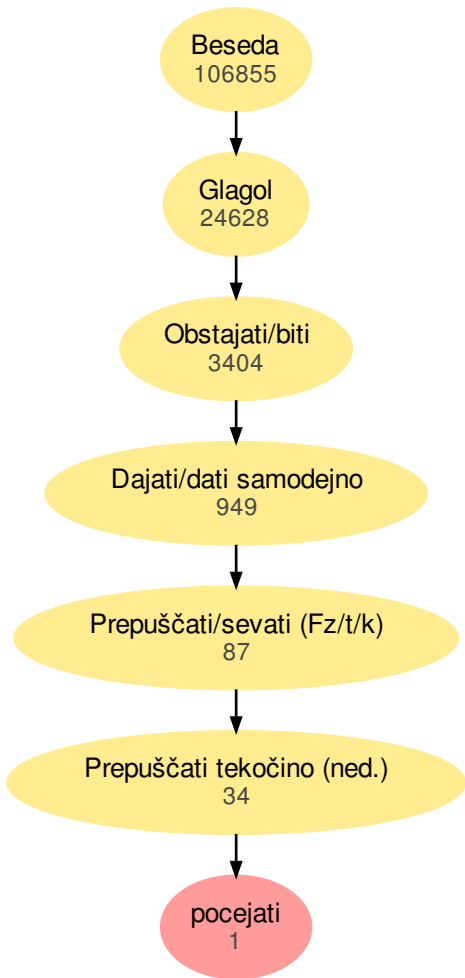 Beseda
106855
Glagol
24628
Obstajati/biti
3404
Dajati/dati samodejno
949
Prepuščati/sevati (Fz/t/k)
87
Prepuščati tekočino (ned.)
34
pocejati
1